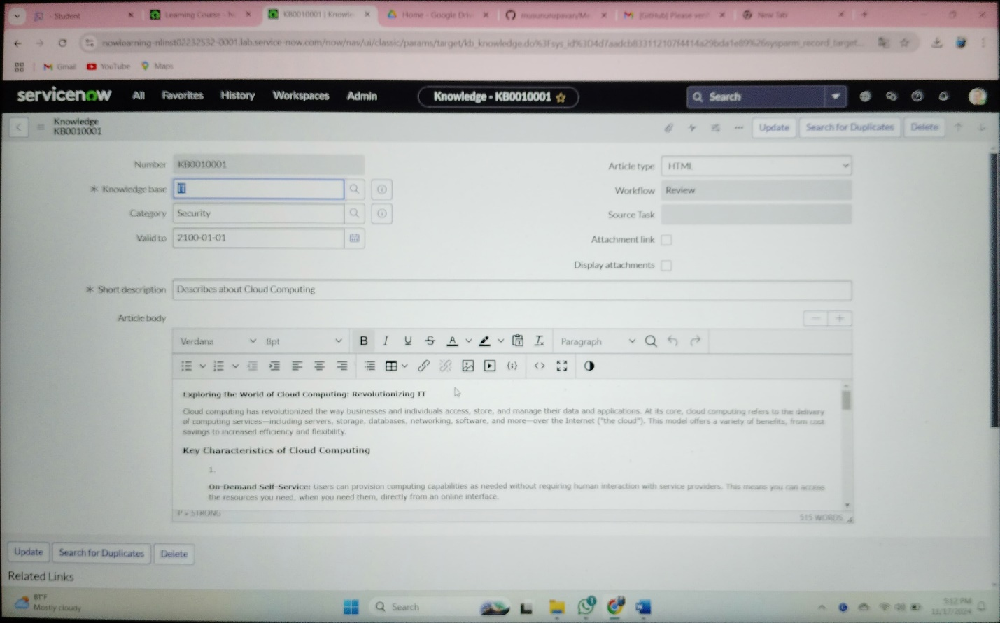 Student
Learning Course - N
KB0010001 | Knowle
Home - Google Driv
musunurupavan/M
[GitHub] Please veri
New Tab
nowlearning-nlinst02232532-0001.lab.service-now.com/now/nav/ui/classic/params/target/kb_knowledge.do%3Fsys_id%3D4d7aadcb833112107f4414a29bda1e89%26sysparm_record_target...
Gmail YouTube Maps
servicenow All Favorites History Workspaces Admin Knowledge - KB0010001 Search
Knowledge
KB0010001
Update Search for Duplicates Delete
Number KB0010001
Article type HTML
Knowledge base IT
Workflow Review
Category Security
Source Task
Valid to 2100-01-01
Attachment link
Display attachments
Short description Describes about Cloud Computing
Article body
Verdana 8pt B I U S A Paragraph
Exploring the World of Cloud Computing: Revolutionizing IT
Cloud computing has revolutionized the way businesses and individuals access, store, and manage their data and applications. At its core, cloud computing refers to the delivery
of computing services—including servers, storage, databases, networking, software, and more—over the Internet ("the cloud"). This model offers a variety of benefits, from cost
savings to increased efficiency and flexibility.
Key Characteristics of Cloud Computing
1.
On-Demand Self-Service: Users can provision computing capabilities as needed without requiring human interaction with service providers. This means you can access
the resources you need, when you need them, directly from an online interface.
P » STRONG
515 WORDS
Update Search for Duplicates Delete
Related Links
81°F
Mostly cloudy
Search
5:12 PM
11/17/2024